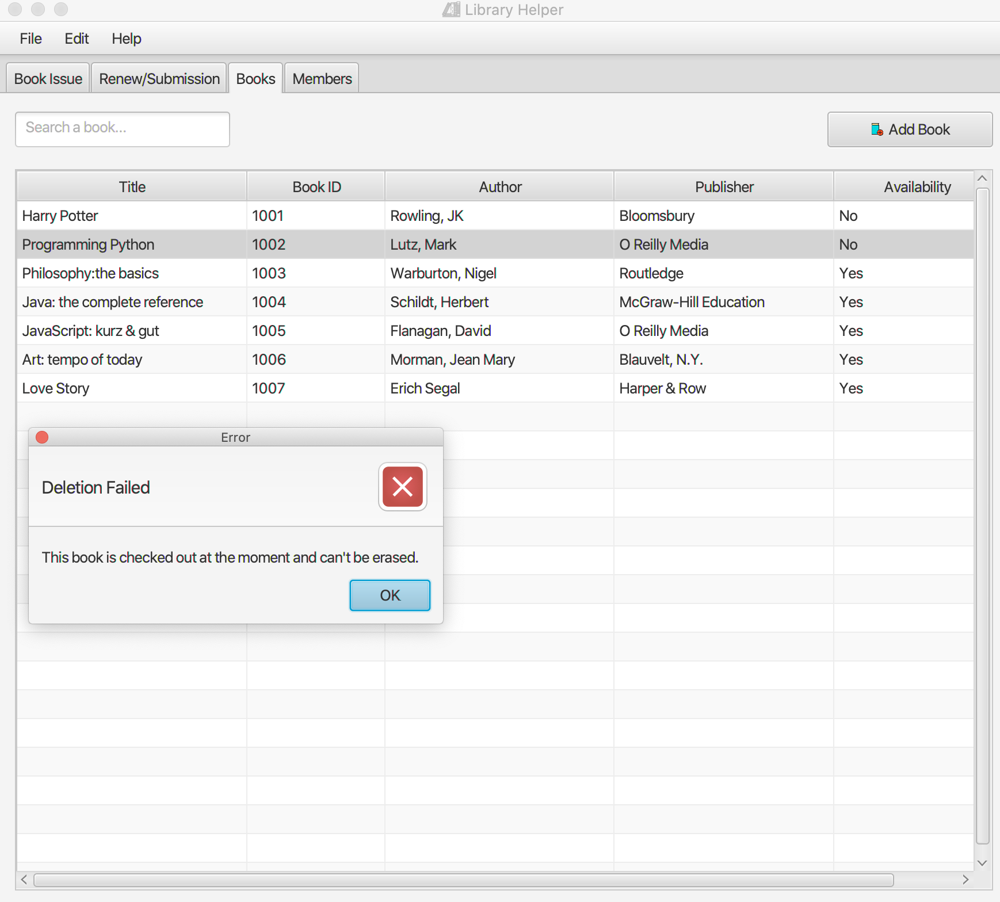 Library Helper
File Edit Help
Book Issue Renew/Submission Books Members
Search a book...
Add Book
Title Book ID Author Publisher Availability
Harry Potter 1001 Rowling, JK Bloomsbury No
Programming Python 1002 Lutz, Mark O Reilly Media No
Philosophy:the basics 1003 Warburton, Nigel Routledge Yes
Java: the complete reference 1004 Schildt, Herbert McGraw-Hill Education Yes
JavaScript: kurz & gut 1005 Flanagan, David O Reilly Media Yes
Art: tempo of today 1006 Morman, Jean Mary Blauvelt, N.Y. Yes
Love Story 1007 Erich Segal Harper & Row Yes
Error
Deletion Failed
This book is checked out at the moment and can't be erased.
OK